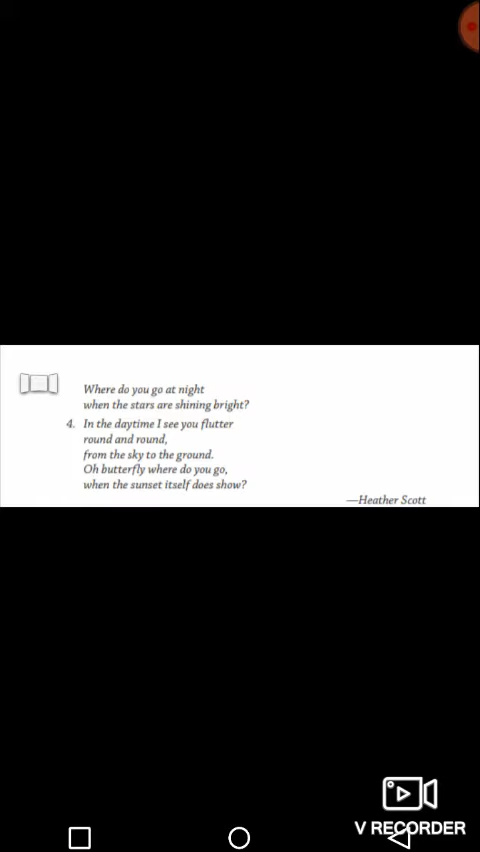 Where do you go at night
when the stars are shining bright?
4. In the daytime I see you flutter
round and round,
from the sky to the ground.
Oh butterfly where do you go,
when the sunset itself does show?
—Heather Scott
V RECORDER